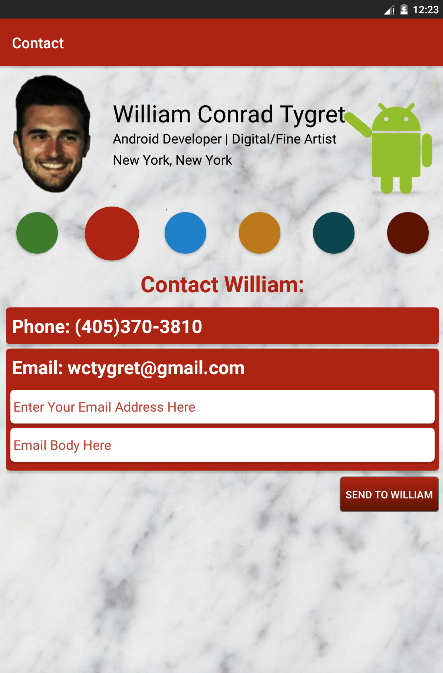 12:23
Contact
William Conrad Tygret
Android Developer | Digital/Fine Artist
New York, New York
Contact William:
Phone: (405)370-3810
Email: wctygret@gmail.com
Enter Your Email Address Here
Email Body Here
SEND TO WILLIAM